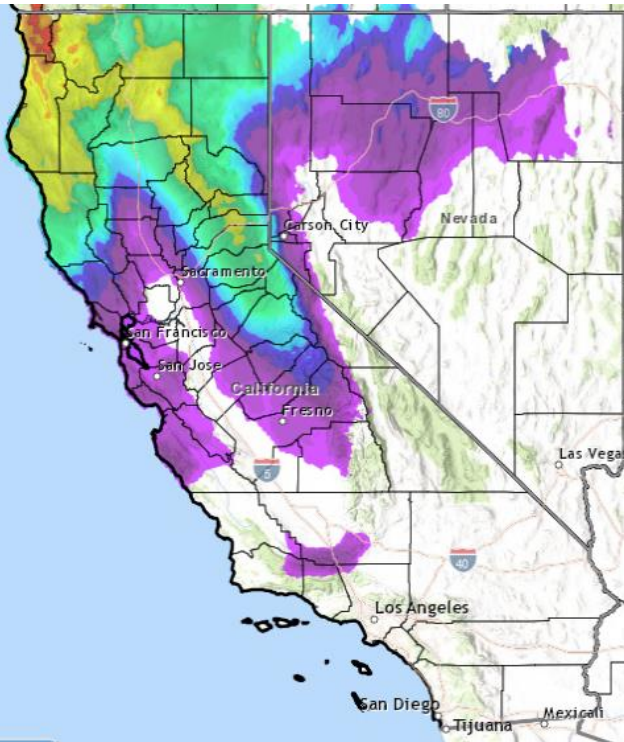 80
Nevada
Carson City
Sacramento
San Francisco
San Jose
California
Fresno
5
Las Vega
40
Los Angeles
San Diego
Tijuana
Mexicali